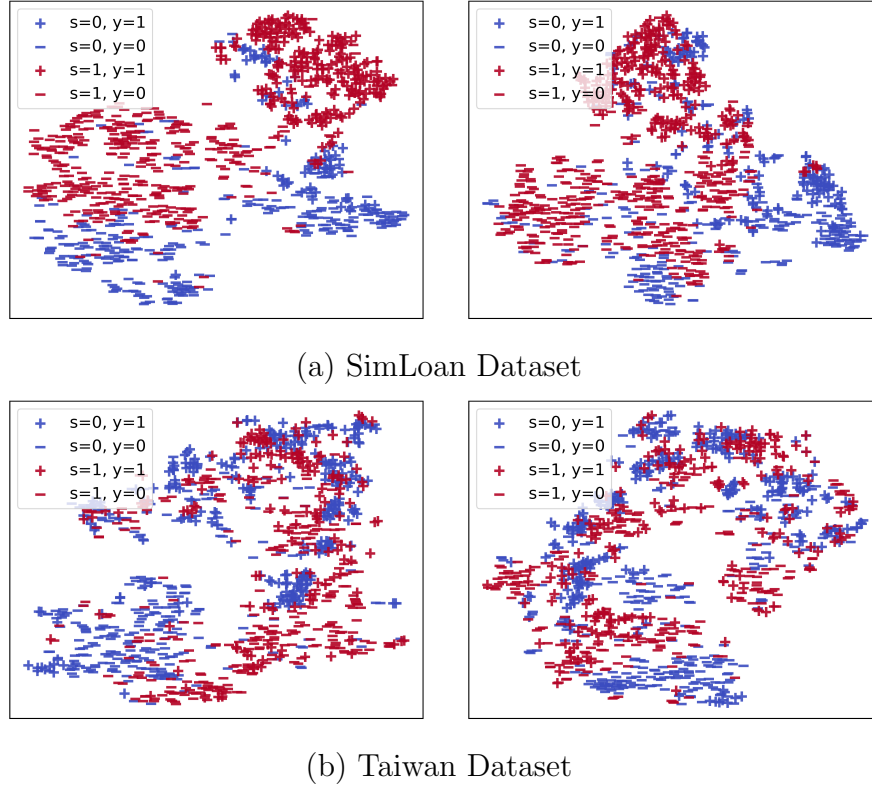 s=0, y=1
s=0, y=0
s=1, y=1
s=1, y=0
s=0, y=1
s=0, y=0
s=1, y=1
s=1, y=0
(a) SimLoan Dataset
s=0, y=1
s=0, y=0
s=1, y=1
s=1, y=0
s=0, y=1
s=0, y=0
s=1, y=1
s=1, y=0
(b) Taiwan Dataset